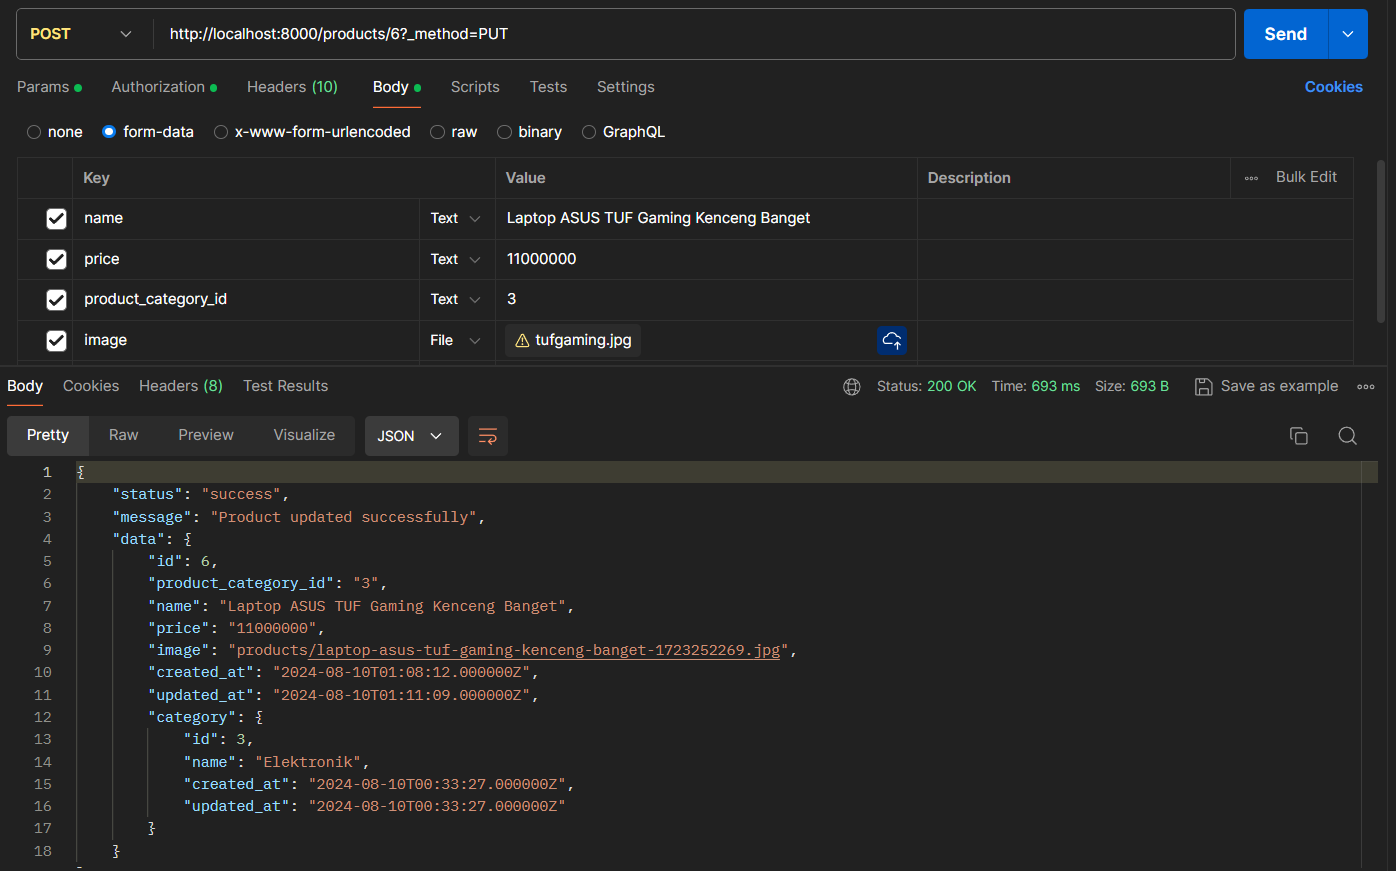 POST http://localhost:8000/products/6?_method=PUT Send
Params Authorization Headers (10) Body Scripts Tests Settings Cookies
none form-data x-www-form-urlencoded raw binary GraphQL
Key Value Description Bulk Edit
name Text Laptop ASUS TUF Gaming Kenceng Banget
price Text 11000000
product_category_id Text 3
image File tufgaming.jpg
Body Cookies Headers (8) Test Results Status: 200 OK Time: 693 ms Size: 693 B Save as example
Pretty Raw Preview Visualize JSON
1 {
2 "status": "success",
3 "message": "Product updated successfully",
4 "data": {
5 "id": 6,
6 "product_category_id": "3",
7 "name": "Laptop ASUS TUF Gaming Kenceng Banget",
8 "price": "11000000",
9 "image": "products/laptop-asus-tuf-gaming-kenceng-banget-1723252269.jpg",
10 "created_at": "2024-08-10T01:08:12.000000Z",
11 "updated_at": "2024-08-10T01:11:09.000000Z",
12 "category": {
13 "id": 3,
14 "name": "Elektronik",
15 "created_at": "2024-08-10T00:33:27.000000Z",
16 "updated_at": "2024-08-10T00:33:27.000000Z"
17 }
18 }